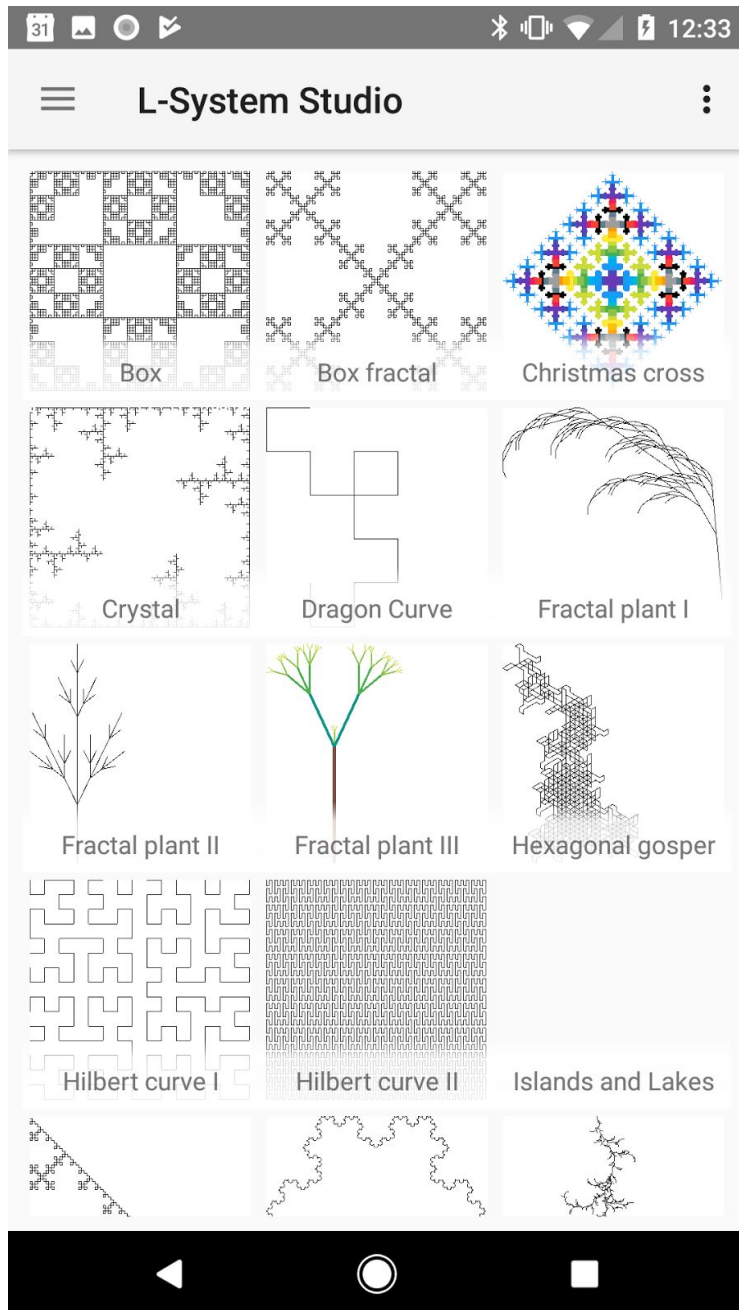 31
12:33
L-System Studio
Box
Box fractal
Christmas cross
Crystal
Dragon Curve
Fractal plant I
Fractal plant II
Fractal plant III
Hexagonal gosper
Hilbert curve I
Hilbert curve II
Islands and Lakes